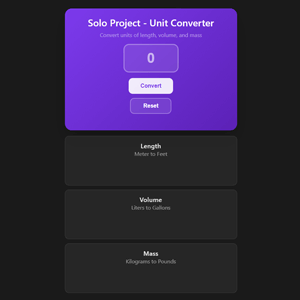 Solo Project - Unit Converter
Convert units of length, volume, and mass
0
Convert
Reset
Length
Meter to Feet
Volume
Liters to Gallons
Mass
Kilograms to Pounds